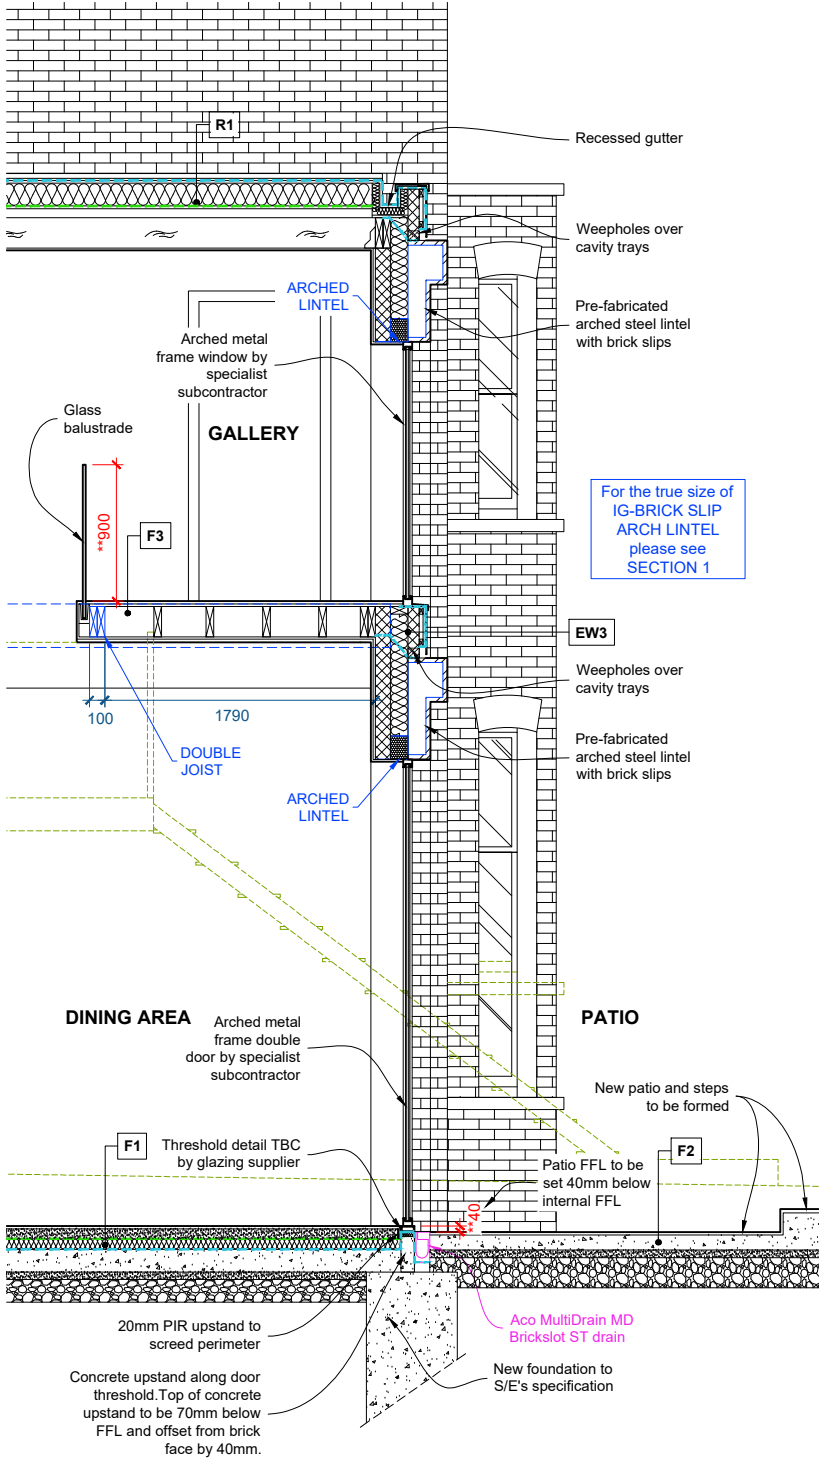 R1
Recessed gutter
Weepholes over
cavity trays
ARCHED
LINTEL
Pre-fabricated
arched steel lintel
with brick slips
Arched metal
frame window by
specialist
subcontractor
Glass
balustrade
GALLERY
**900
F3
For the true size of
IG-BRICK SLIP
ARCH LINTEL
please see
SECTION 1
EW3
Weepholes over
cavity trays
100
1790
DOUBLE
JOIST
Pre-fabricated
arched steel lintel
with brick slips
ARCHED
LINTEL
DINING AREA
PATIO
Arched metal
frame double
door by specialist
subcontractor
New patio and steps
to be formed
F1
Threshold detail TBC
by glazing supplier
F2
Patio FFL to be
set 40mm below
internal FFL
**40
20mm PIR upstand to
screed perimeter
Aco MultiDrain MD
Brickslot ST drain
New foundation to
S/E's specification
Concrete upstand along door
threshold.Top of concrete
upstand to be 70mm below
FFL and offset from brick
face by 40mm.